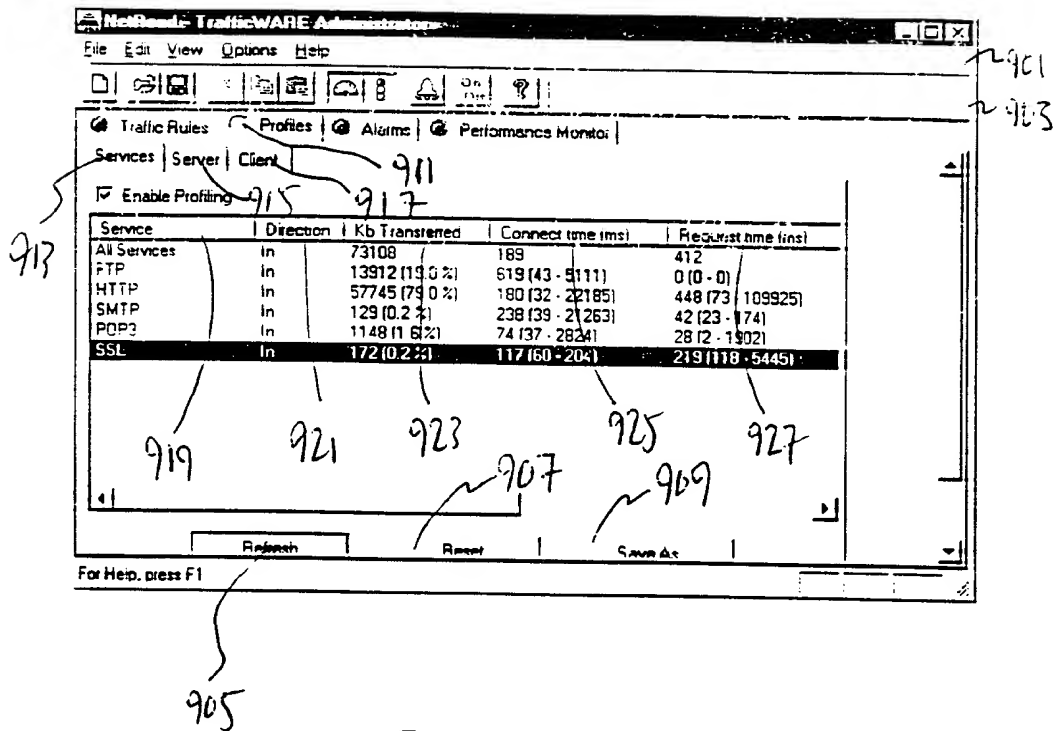 NetReady TrafficWARE Administrator
File Edit View Options Help
901
903
Traffic Rules Profiles Alarms Performance Monitor
Services Server Client
911
Enable Profiling 915 917
913
Service Direction Kb Transferred Connect time (ms) Request time (ms)
All Services In 73108 189 412
FTP In 13912 (19.0 %) 619 (43 - 5111) 0 (0 - 0)
HTTP In 57745 (79.0 %) 180 (32 - 22185) 448 (73 - 109925)
SMTP In 129 (0.2 %) 238 (39 - 21263) 42 (23 - 174)
POP3 In 1148 (1.6 %) 74 (37 - 2824) 28 (2 - 1902)
SSL In 172 (0.2 %) 117 (60 - 204) 219 (118 - 5445)
919 921 923 925 927
907 909
Refresh Reset Save As
For Help, press F1
905